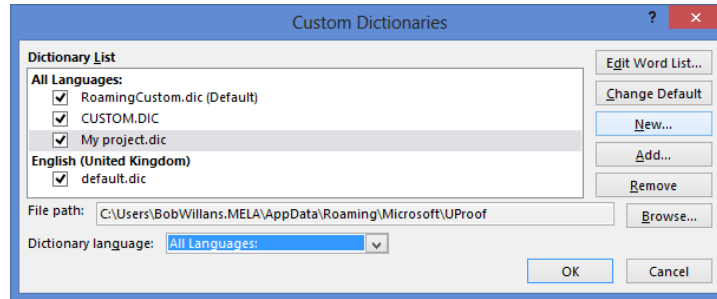 Custom Dictionaries
?
Dictionary List
All Languages:
RoamingCustom.dic (Default)
CUSTOM.DIC
My project.dic
English (United Kingdom)
default.dic
Edit Word List...
Change Default
New...
Add...
Remove
File path: C:\Users\BobWillans.MELA\AppData\Roaming\Microsoft\UProof
Browse...
Dictionary language: All Languages:
OK
Cancel